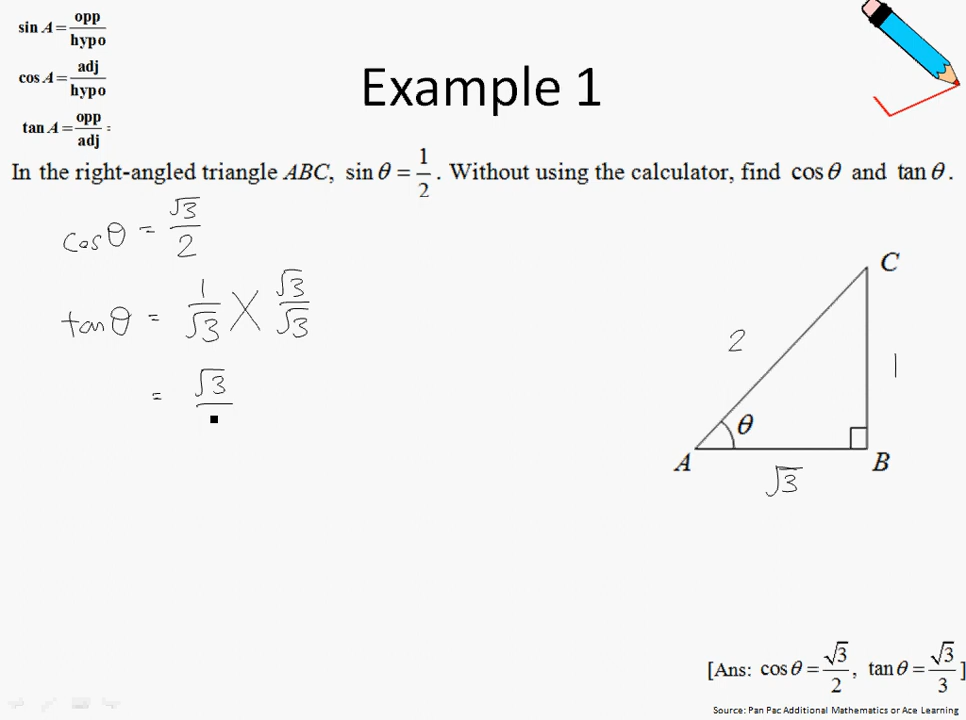 sin A = opp/hypo
cos A = adj/hypo
tan A = opp/adj =
Example 1
In the right-angled triangle ABC, sin θ = 1/2 . Without using the calculator, find cos θ and tan θ .
cos θ = √3/2
tan θ = 1/√3 × √3/√3
= √3/
C
2
1
θ
A
B
√3
[Ans: cos θ = √3/2, tan θ = √3/3]
Source: Pan Pac Additional Mathematics or Ace Learning